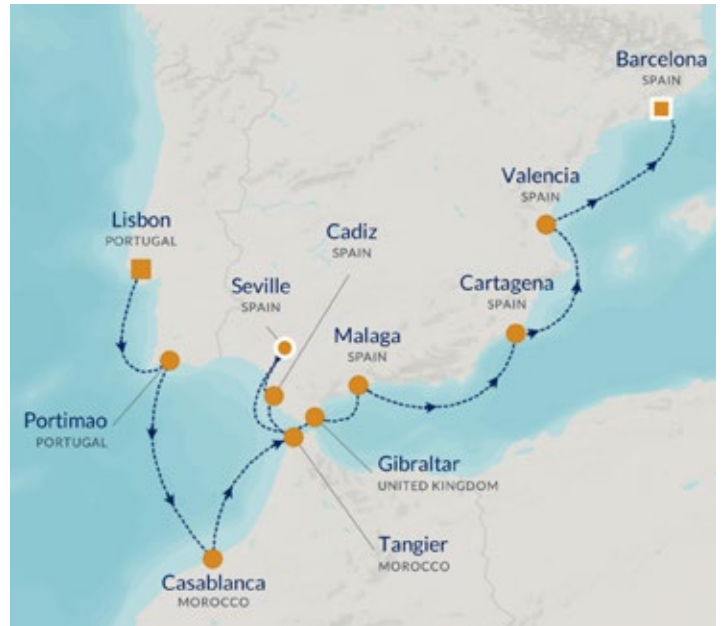 Barcelona
SPAIN
Valencia
SPAIN
Lisbon
PORTUGAL
Cadiz
SPAIN
Seville
SPAIN
Cartagena
SPAIN
Malaga
SPAIN
Portimao
PORTUGAL
Gibraltar
UNITED KINGDOM
Tangier
MOROCCO
Casablanca
MOROCCO